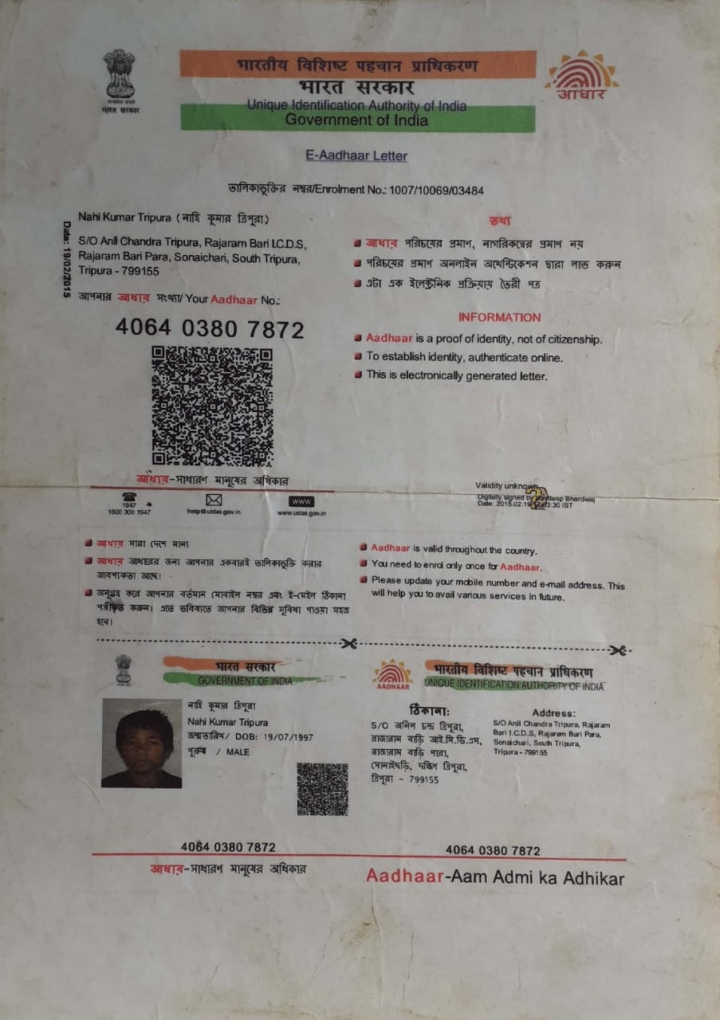 भारतीय विशिष्ट पहचान प्राधिकरण
भारत सरकार
Unique Identification Authority of India
Government of India
भारत सरकार
आधार
E-Aadhaar Letter
তালিকাভুক্তির নম্বর/Enrolment No.: 1007/10069/03484
Nahi Kumar Tripura (নাহি কুমার ত্রিপুরা)
S/O Anil Chandra Tripura, Rajaram Bari I.C.D.S,
Rajaram Bari Para, Sonaichari, South Tripura,
Tripura - 799155
Date: 19/02/2015
আপনার আধার সংখ্যা/ Your Aadhaar No.:
4064 0380 7872
আধার-সাধারণ মানুষের অধিকার
তথ্য
আধার পরিচয়ের প্রমাণ, নাগরিকত্বের প্রমাণ নয়
পরিচয়ের প্রমাণ অনলাইন অথেন্টিকেশন দ্বারা লাভ করুন
এটা এক ইলেক্ট্রনিক প্রক্রিয়ায় তৈরী পত্র
INFORMATION
Aadhaar is a proof of identity, not of citizenship.
To establish identity, authenticate online.
This is electronically generated letter.
Validity unknown
Digitally signed by Bhardwaj
Date: 2015.02.19 IST
1947
1800 300 1947
help@uidai.gov.in
WWW
www.uidai.gov.in
আধার সারা দেশে মান্য
আধার আধারের জন্য আপনার একবারই তালিকাভুক্তি করার
আবশ্যকতা আছে।
অনুগ্রহ করে আপনার বর্তমান মোবাইল নম্বর এবং ই-মেইল ঠিকানা
পঞ্জীকৃত করুন। এতে ভবিষ্যতে আপনার বিভিন্ন সুবিধা পাওয়া সহজ
হবে।
Aadhaar is valid throughout the country.
You need to enrol only once for Aadhaar.
Please update your mobile number and e-mail address. This
will help you to avail various services in future.
भारत सरकार
GOVERNMENT OF INDIA
নাহি কুমার ত্রিপুরা
Nahi Kumar Tripura
জন্মতারিখ/ DOB: 19/07/1997
পুরুষ / MALE
4064 0380 7872
আধার-সাধারণ মানুষের অধিকার
AADHAAR
भारतीय विशिष्ट पहचान प्राधिकरण
UNIQUE IDENTIFICATION AUTHORITY OF INDIA
ঠিকানা:
S/O অনিল চন্দ্র ত্রিপুরা,
রাজারাম বাড়ি আই.সি.ডি.এস,
রাজারাম বাড়ি পারা,
সোনাইছড়ি, দক্ষিণ ত্রিপুরা,
ত্রিপুরা - 799155
Address:
S/O Anil Chandra Tripura, Rajaram
Bari I.C.D.S, Rajaram Bari Para,
Sonaichari, South Tripura,
Tripura - 799155
4064 0380 7872
Aadhaar-Aam Admi ka Adhikar